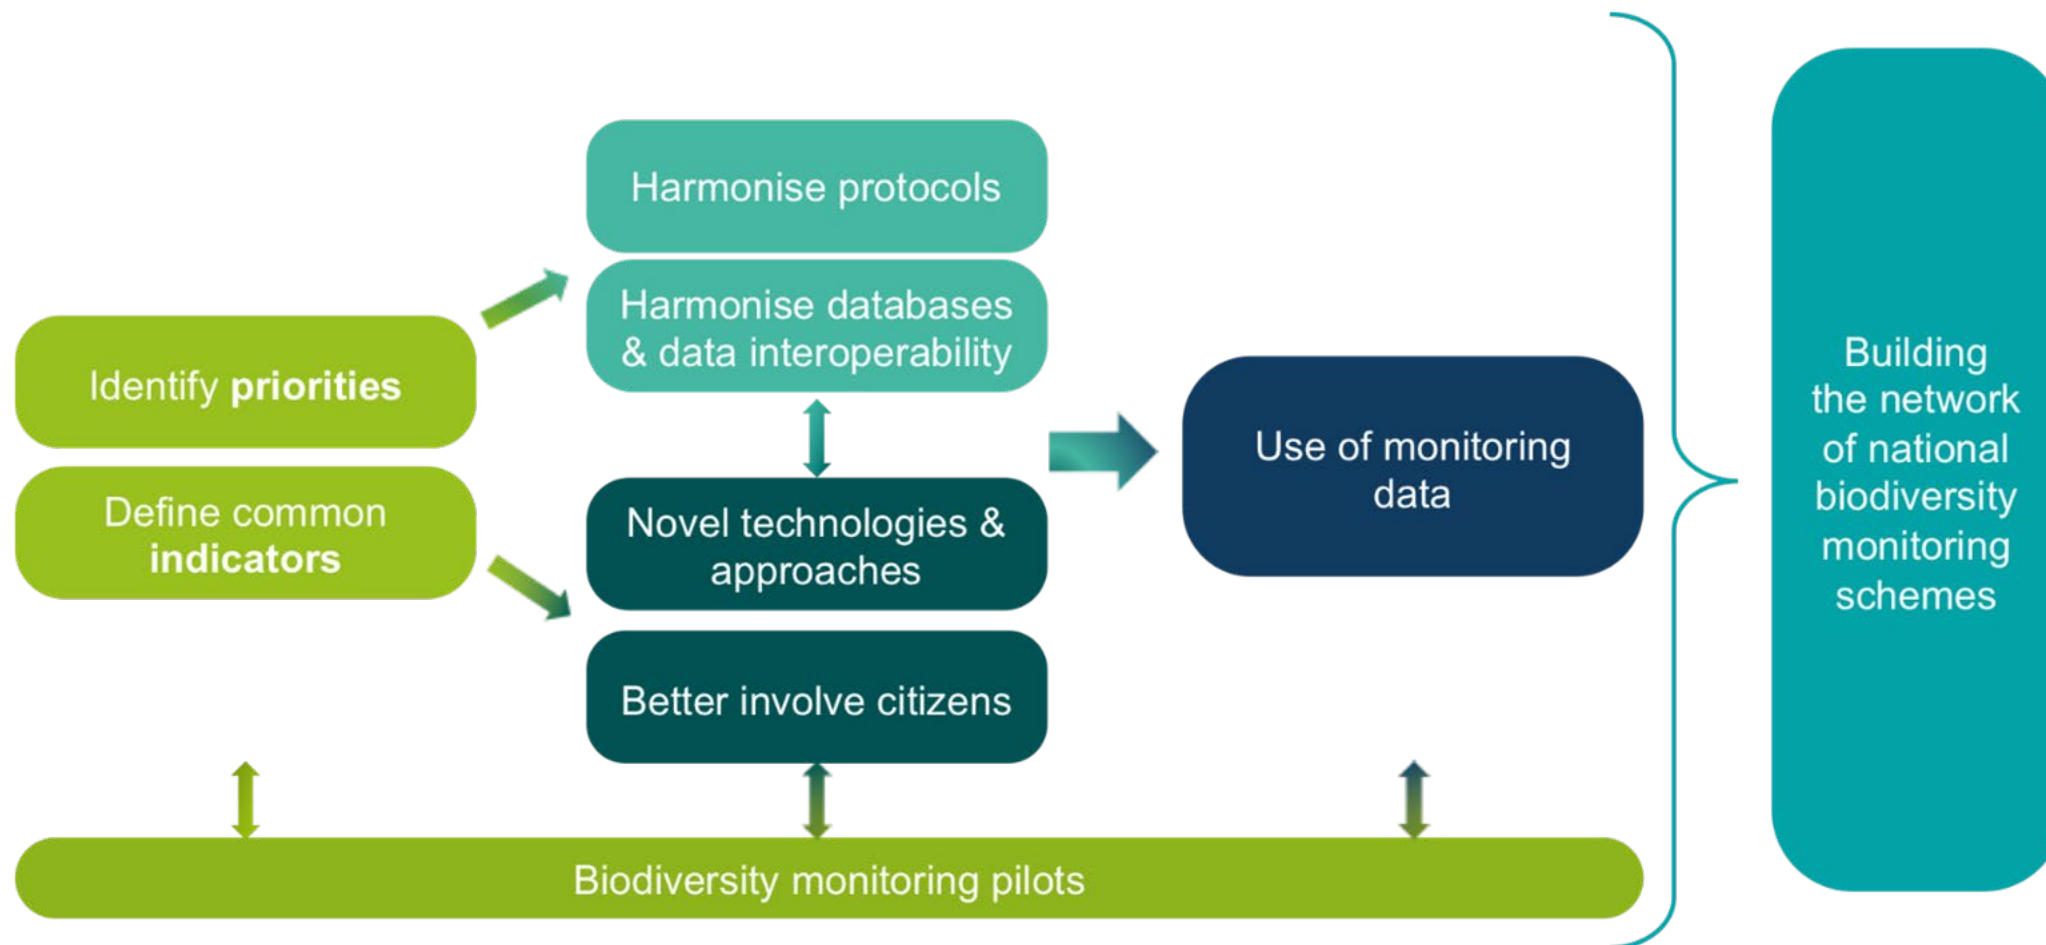 Identify priorities
Define common
indicators
Harmonise protocols
Harmonise databases
& data interoperability
Novel technologies &
approaches
Better involve citizens
Use of monitoring
data
Biodiversity monitoring pilots
Building
the network
of national
biodiversity
monitoring
schemes